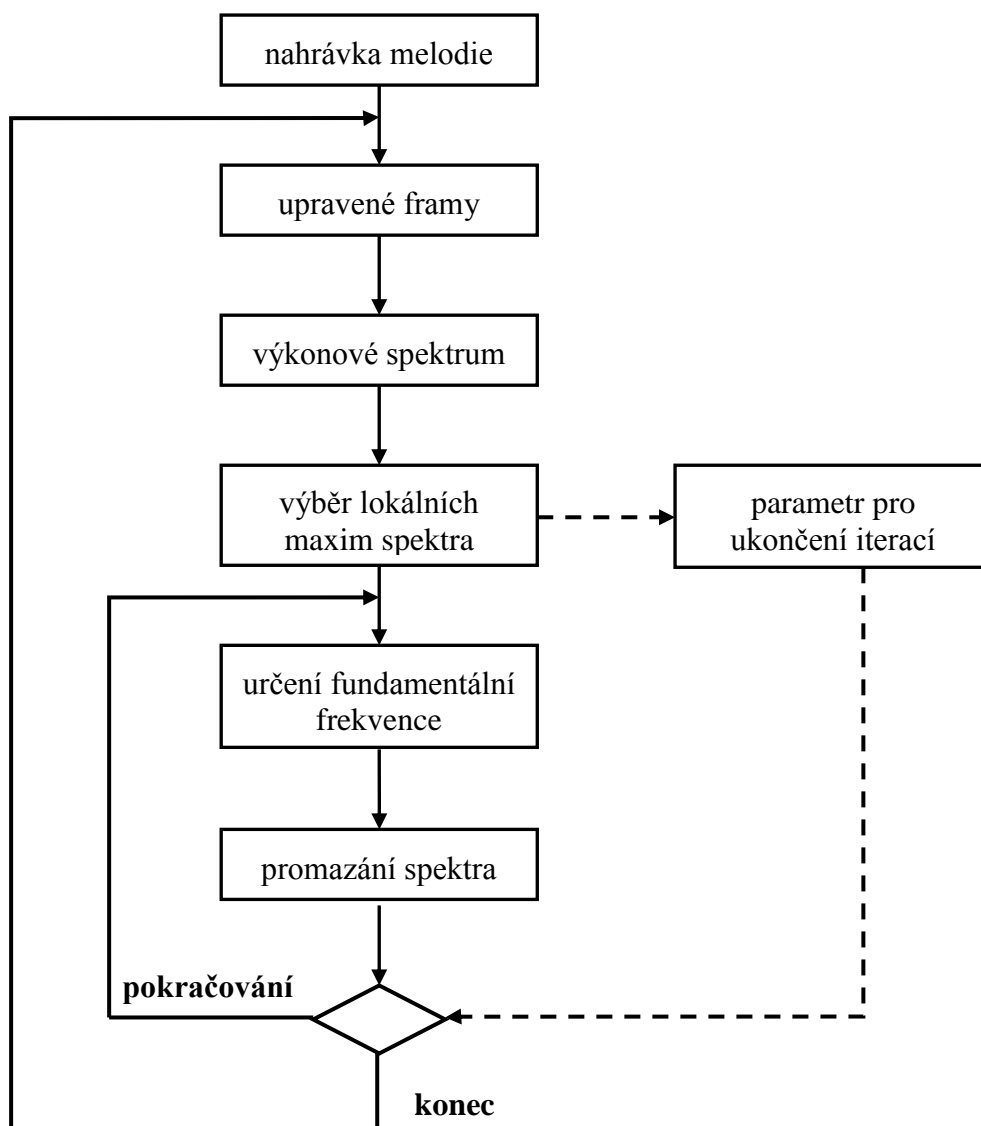 nahrávka melodie
upravené framy
výkonové spektrum
výběr lokálních
maxim spektra
parametr pro
ukončení iterací
určení fundamentální
frekvence
promazání spektra
pokračování
konec